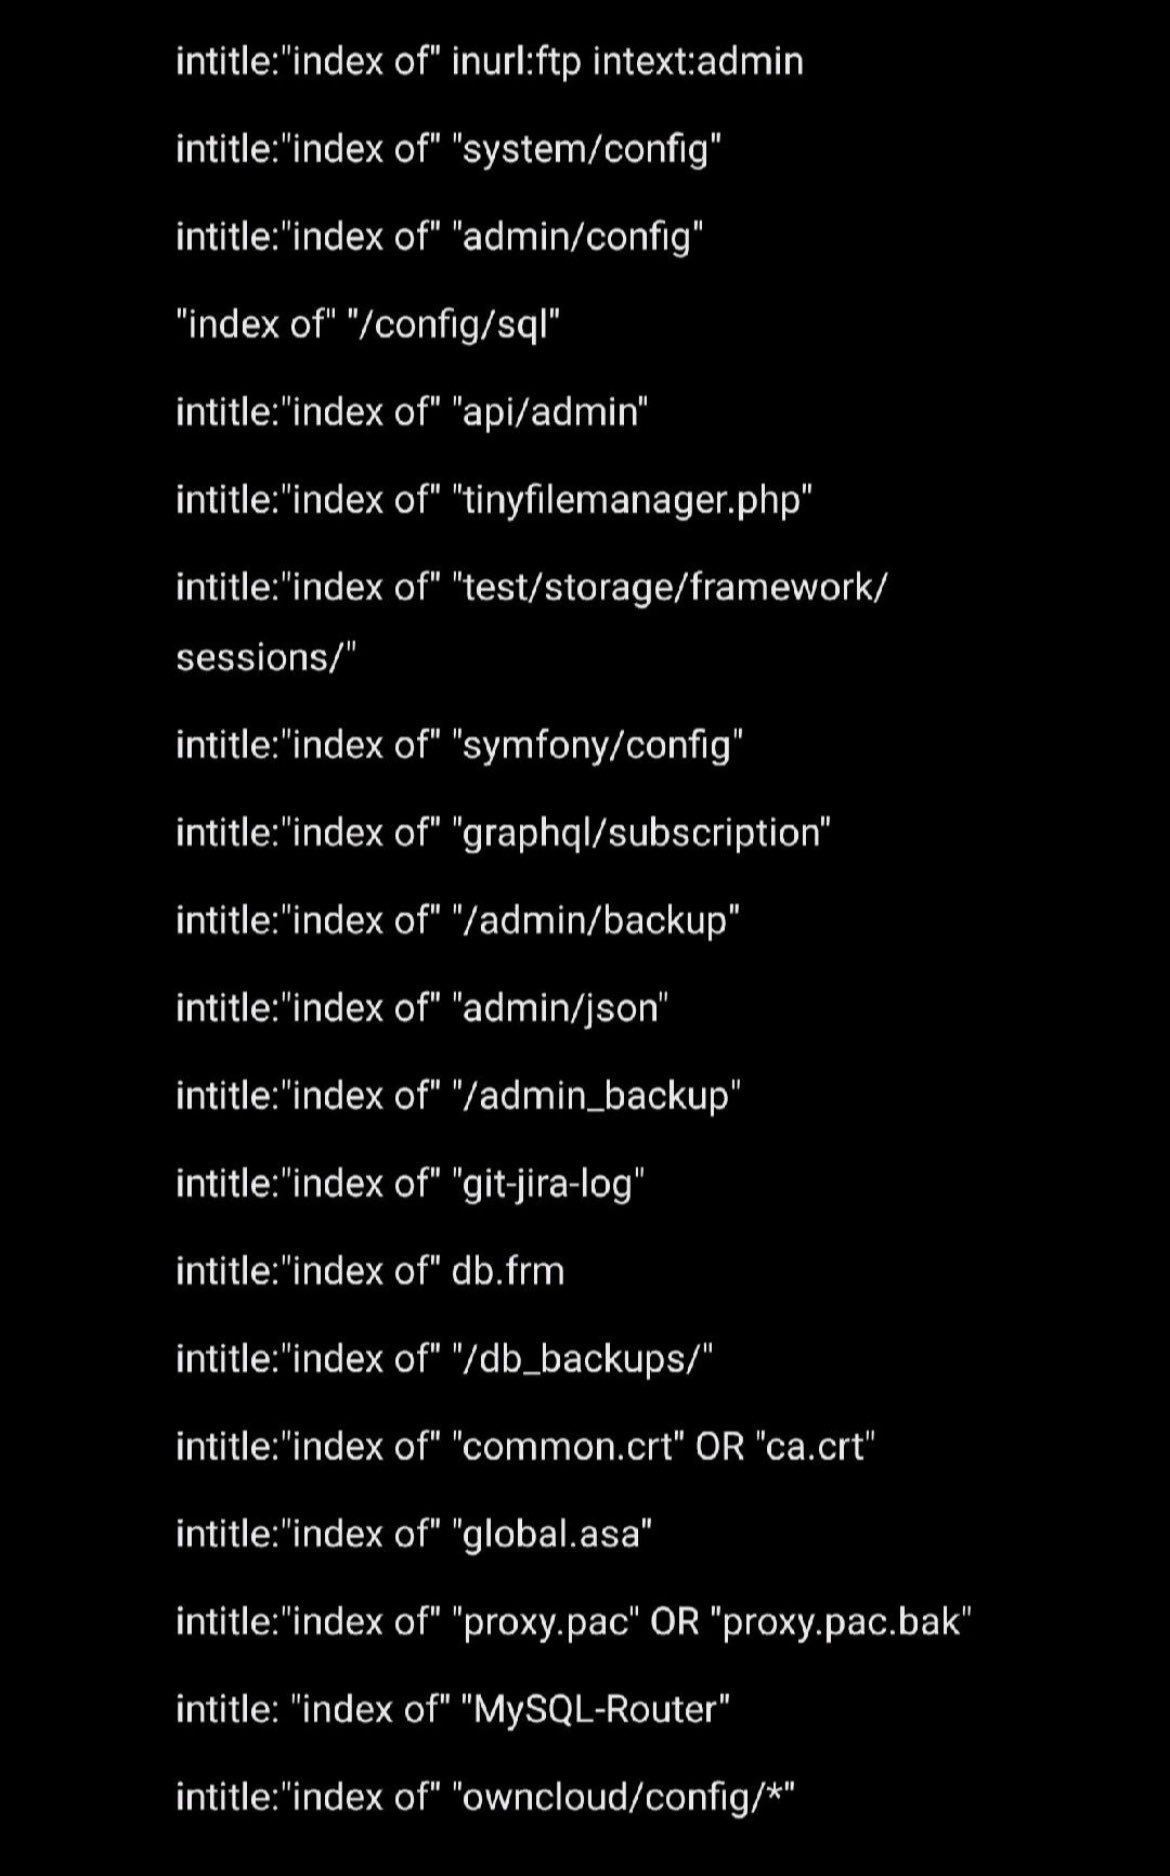 intitle:"index of" inurl:ftp intext:admin
intitle:"index of" "system/config"
intitle:"index of" "admin/config"
"index of" "/config/sql"
intitle:"index of" "api/admin"
intitle:"index of" "tinyfilemanager.php"
intitle:"index of" "test/storage/framework/
sessions/"
intitle:"index of" "symfony/config"
intitle:"index of" "graphql/subscription"
intitle:"index of" "/admin/backup"
intitle:"index of" "admin/json"
intitle:"index of" "/admin_backup"
intitle:"index of" "git-jira-log"
intitle:"index of" db.frm
intitle:"index of" "/db_backups/"
intitle:"index of" "common.crt" OR "ca.crt"
intitle:"index of" "global.asa"
intitle:"index of" "proxy.pac" OR "proxy.pac.bak"
intitle: "index of" "MySQL-Router"
intitle:"index of" "owncloud/config/*"